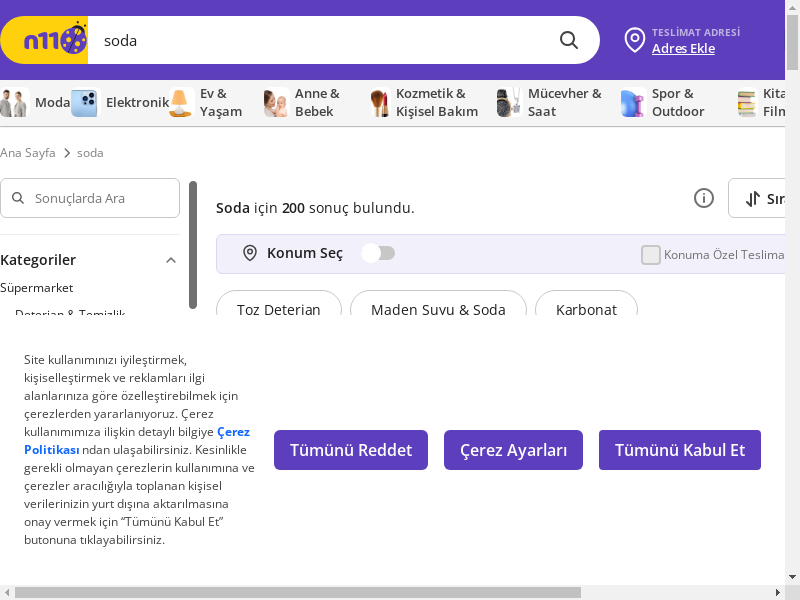 n11
soda
TESLİMAT ADRESİ
Adres Ekle
Moda
Elektronik
Ev &
Yaşam
Anne &
Bebek
Kozmetik &
Kişisel Bakım
Mücevher &
Saat
Spor &
Outdoor
Ana Sayfa > soda
Sonuçlarda Ara
Soda için 200 sonuç bulundu.
Konum Seç
Konuma Özel Teslima
Kategoriler
Süpermarket
Deterjan & Temizlik
Toz Deterjan
Maden Suyu & Soda
Karbonat
Site kullanımınızı iyileştirmek,
kişiselleştirmek ve reklamları ilgi
alanlarınıza göre özelleştirebilmek için
çerezlerden yararlanıyoruz. Çerez
kullanımımıza ilişkin detaylı bilgiye Çerez
Politikası ndan ulaşabilirsiniz. Kesinlikle
gerekli olmayan çerezlerin kullanımına ve
çerezler aracılığıyla toplanan kişisel
verilerinizin yurt dışına aktarılmasına
onay vermek için “Tümünü Kabul Et”
butonuna tıklayabilirsiniz.
Tümünü Reddet
Çerez Ayarları
Tümünü Kabul Et